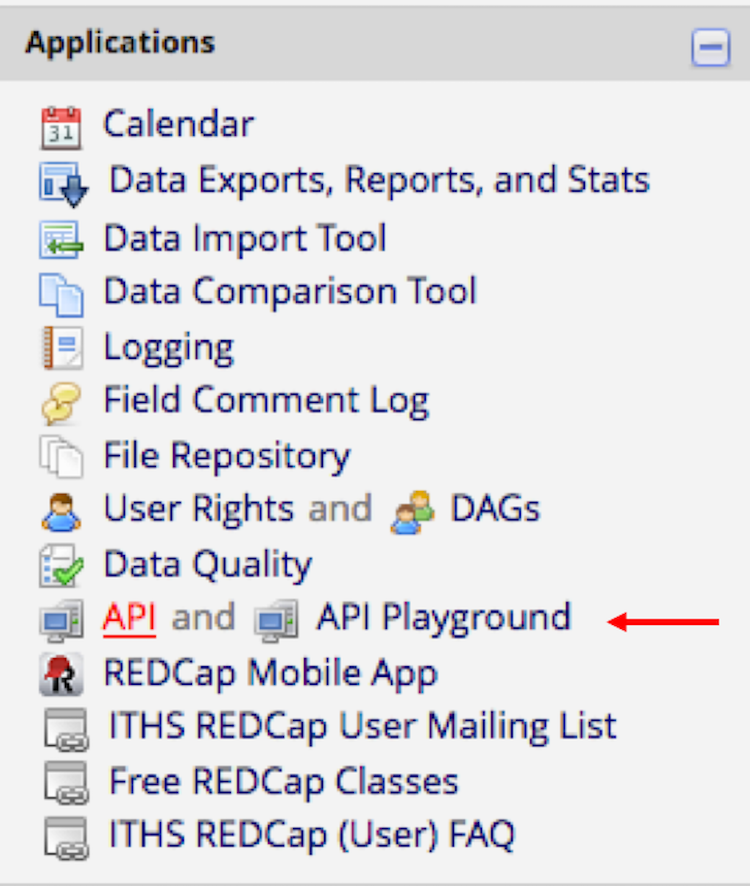 Applications
31 Calendar
Data Exports, Reports, and Stats
Data Import Tool
Data Comparison Tool
Logging
Field Comment Log
File Repository
User Rights and DAGs
Data Quality
API and API Playground
R REDCap Mobile App
ITHS REDCap User Mailing List
Free REDCap Classes
ITHS REDCap (User) FAQ